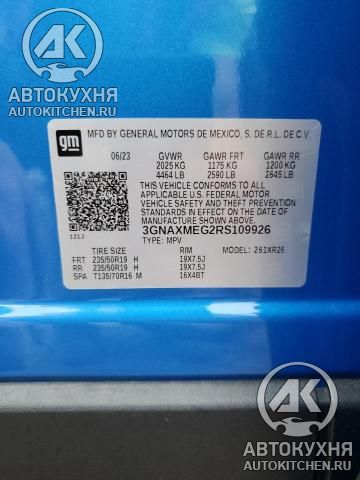 АК
АВТОКУХНЯ
AUTOKITCHEN.RU
gm
MFD BY GENERAL MOTORS DE MEXICO, S. DE R.L. DE C.V.
06/23 GVWR GAWR FRT GAWR RR
2025 KG 1175 KG 1200 KG
4464 LB 2590 LB 2645 LB
THIS VEHICLE CONFORMS TO ALL APPLICABLE
U.S. FEDERAL MOTOR
VEHICLE SAFETY AND THEFT PREVENTION
STANDARDS IN EFFECT ON THE DATE OF
MANUFACTURE SHOWN ABOVE.
3GNAXMEG2RS109926
TYPE: MPV MODEL: 261XR26
121J
TIRE SIZE RIM
FRT 235/50R19 H 19X7.5J
RR 235/50R19 H 19X7.5J
SPA T135/70R16 M 16X4BT
АК
АВТОКУХНЯ
AUTOKITCHEN.RU